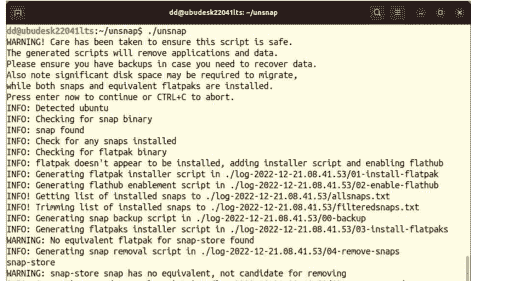 dd@ubudesk22041lts: ~/unsnap
dd@ubudesk22041lts:~/unsnap$ ./unsnap
WARNING! Care has been taken to ensure this script is safe.
The generated scripts will remove applications and data.
Please ensure you have backups in case you need to recover data.
Also note significant disk space may be required to migrate,
while both snaps and equivalent flatpaks are installed.
Press enter now to continue or CTRL+C to abort.
INFO: Detected ubuntu
INFO: Checking for snap binary
INFO: snap found
INFO: Check for any snaps installed
INFO: Checking for flatpak binary
INFO: flatpak doesn't appear to be installed, adding installer script and enabling flathub
INFO: Generating flatpak installer script in ./log-2022-12-21.08.41.53/01-install-flatpak
INFO: Generating flathub enablement script in ./log-2022-12-21.08.41.53/02-enable-flathub
INFO! Getting list of installed snaps to ./log-2022-12-21.08.41.53/allsnaps.txt
INFO! Trimming list of installed snaps to ./log-2022-12-21.08.41.53/filteredsnaps.txt
INFO: Generating snap backup script in ./log-2022-12-21.08.41.53/00-backup
INFO: Generating flatpaks installer script in ./log-2022-12-21.08.41.53/03-install-flatpaks
WARNING: No equivalent flatpak for snap-store found
INFO: Generating snap removal script in ./log-2022-12-21.08.41.53/04-remove-snaps
snap-store
WARNING: snap-store snap has no equivalent, not candidate for removing